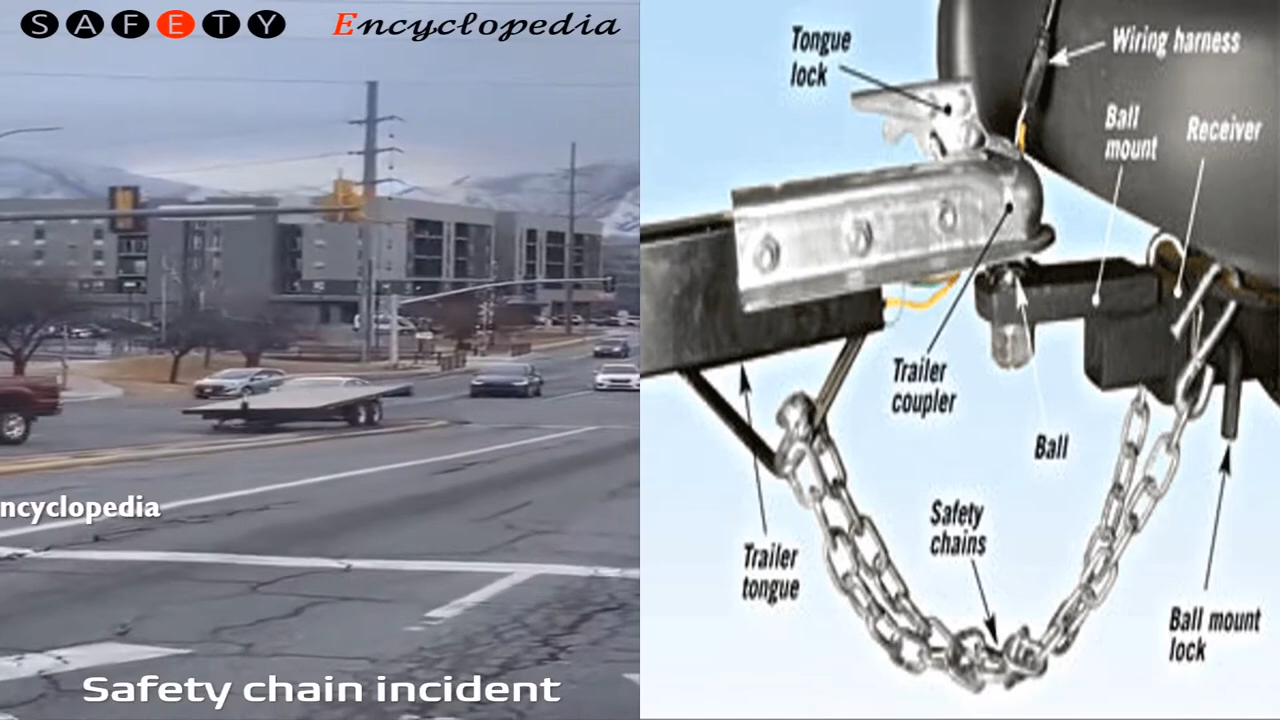 SAFETY Encyclopedia
ncyclopedia
Safety chain incident
Tongue
lock
Wiring harness
Ball
mount
Receiver
Trailer
coupler
Ball
Safety
chains
Trailer
tongue
Ball mount
lock